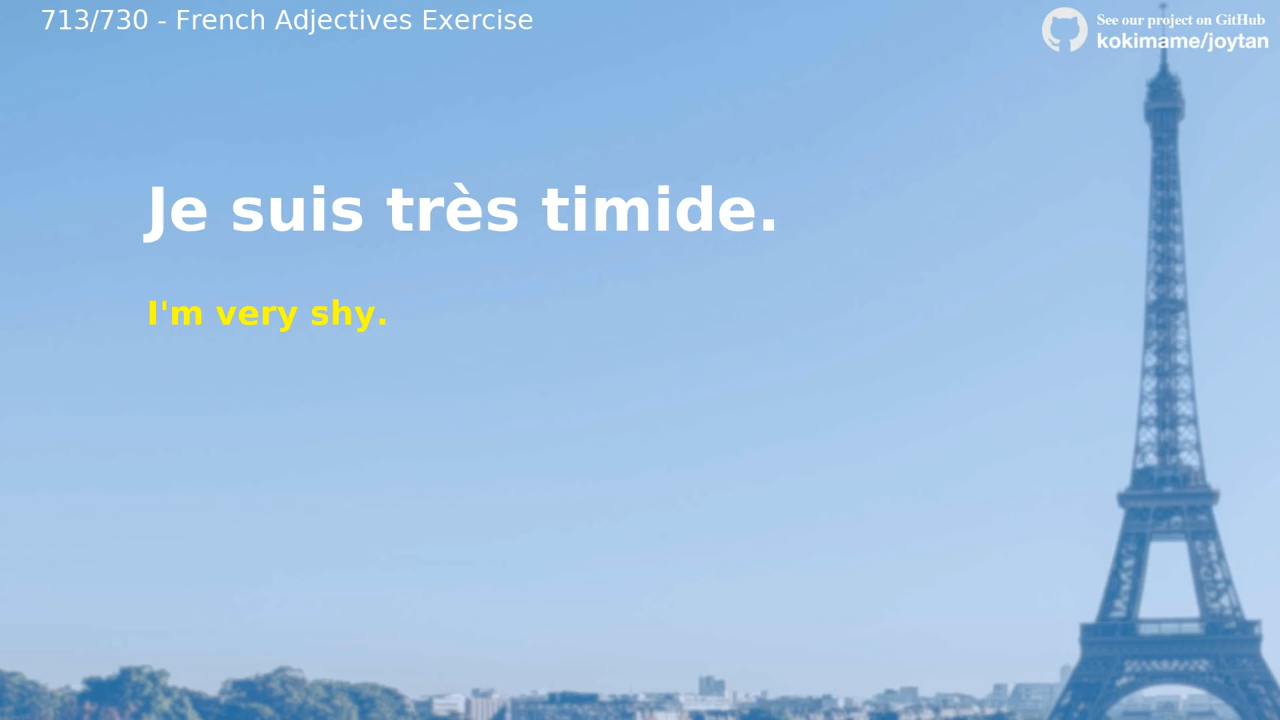 713/730 - French Adjectives Exercise
See our project on GitHub
kokimame/joytan
Je suis très timide.
I'm very shy.